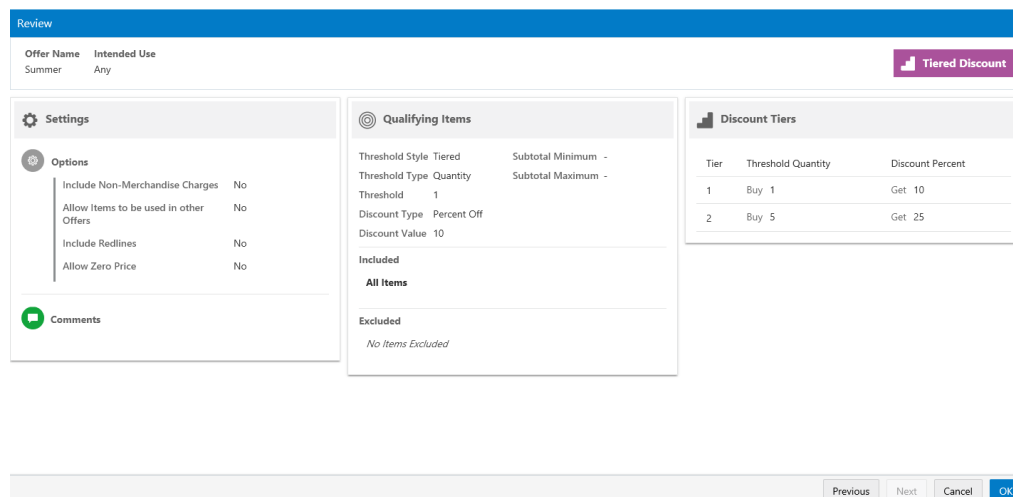 Review
Offer Name Intended Use
Summer Any
Tiered Discount
Settings
Options
Include Non-Merchandise Charges No
Allow Items to be used in other No
Offers
Include Redlines No
Allow Zero Price No
Comments
Qualifying Items
Threshold Style Tiered Subtotal Minimum -
Threshold Type Quantity Subtotal Maximum -
Threshold 1
Discount Type Percent Off
Discount Value 10
Included
All Items
Excluded
No Items Excluded
Discount Tiers
Tier Threshold Quantity Discount Percent
1 Buy 1 Get 10
2 Buy 5 Get 25
Previous Next Cancel OK